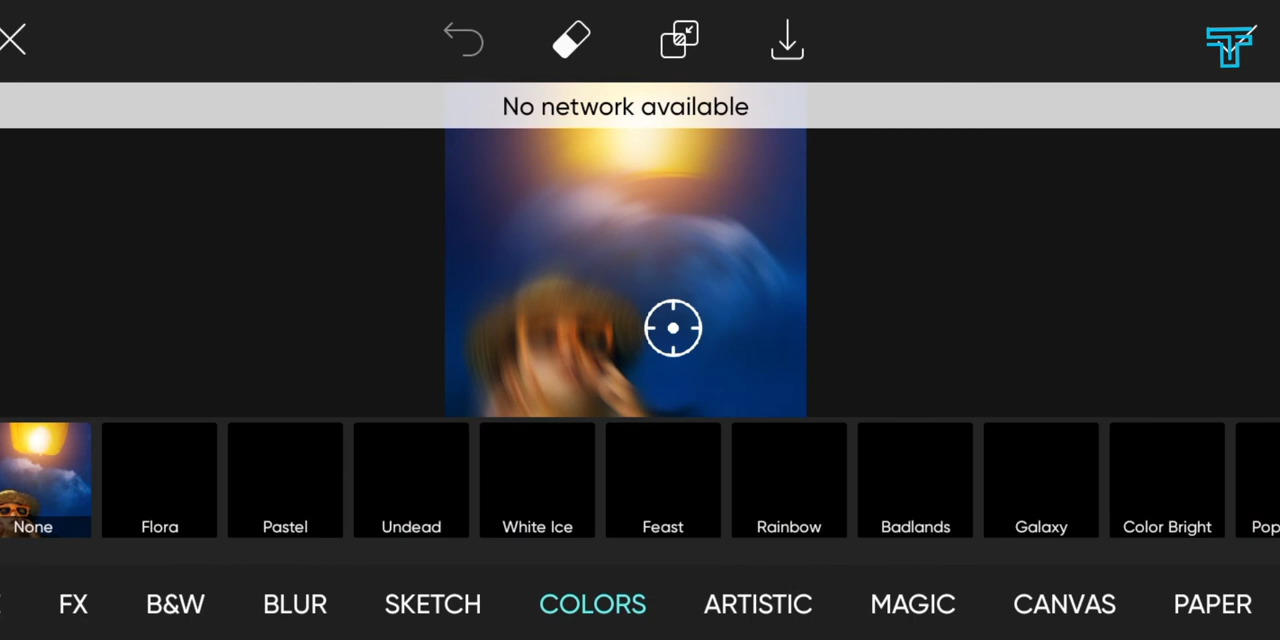 No network available
None Flora Pastel Undead White Ice Feast Rainbow Badlands Galaxy Color Bright Pop
FX B&W BLUR SKETCH COLORS ARTISTIC MAGIC CANVAS PAPER